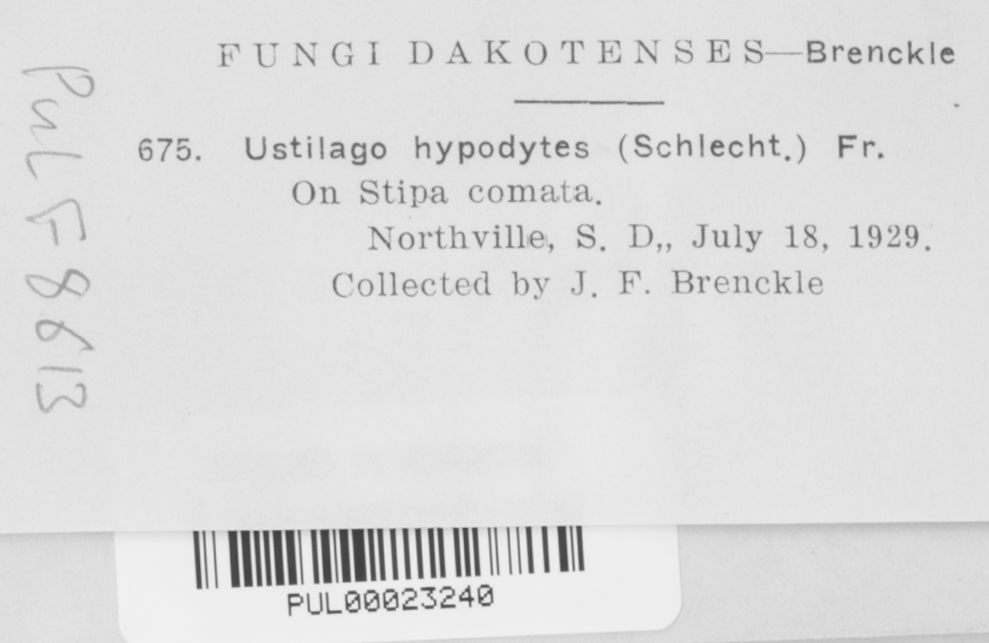 FUNGI DAKOTENSES—Brenckle
675. Ustilago hypodytes (Schlecht.) Fr.
On Stipa comata.
Northville, S. D,, July 18, 1929.
Collected by J. F. Brenckle
PUL F 8613
PUL00023240